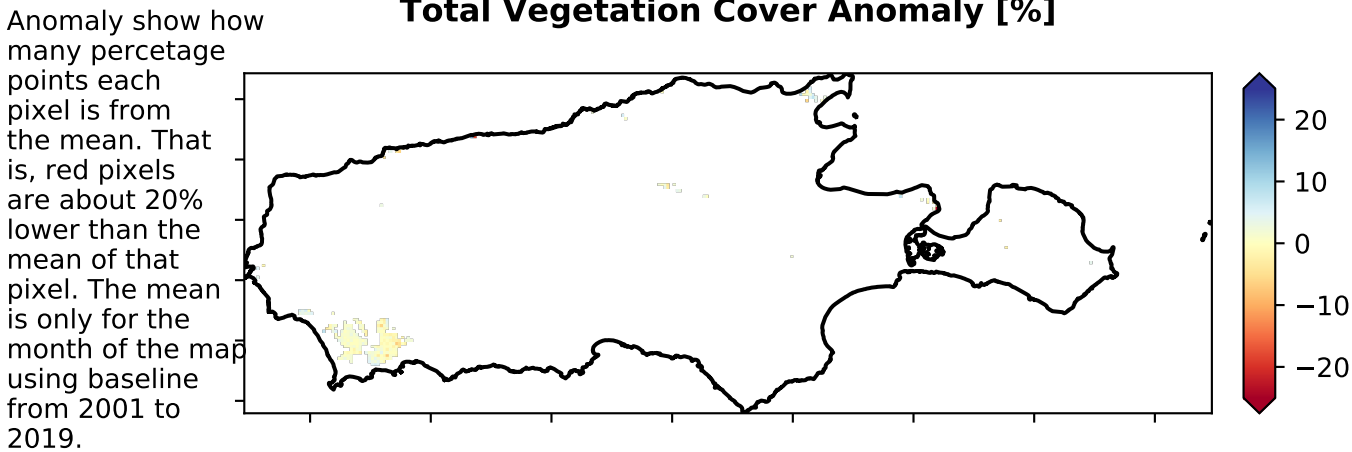 Total Vegetation Cover Anomaly [%]
Anomaly show how
many percetage
points each
pixel is from
the mean. That
is, red pixels
are about 20%
lower than the
mean of that
pixel. The mean
is only for the
month of the map
using baseline
from 2001 to
2019.
20
10
0
−10
−20